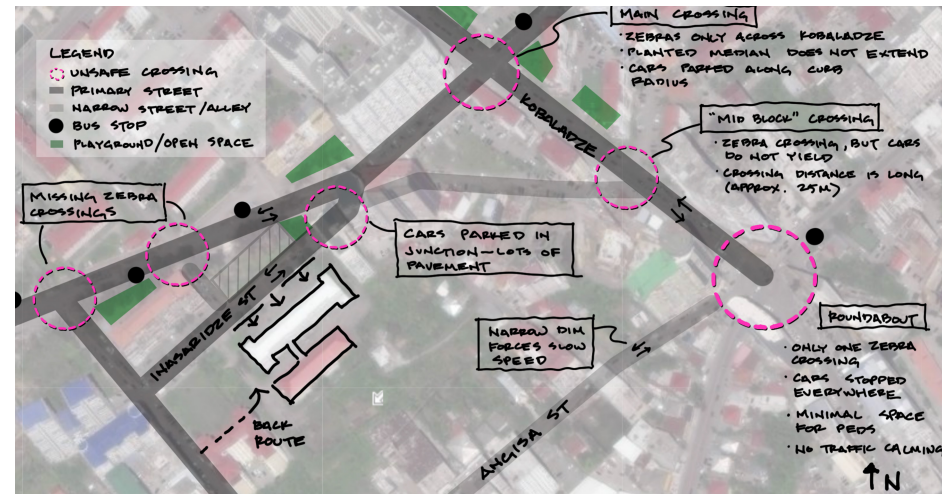 LEGEND
UNSAFE CROSSING
PRIMARY STREET
NARROW STREET/ALLEY
BUS STOP
PLAYGROUND/OPEN SPACE
MAIN CROSSING
· ZEBRAS ONLY ACROSS KOBALADZE
· PLANTED MEDIAN DOES NOT EXTEND
· CARS PARKED ALONG CURB
RADIUS
KOBALADZE
"MID BLOCK" CROSSING
· ZEBRA CROSSING, BUT CARS
DO NOT YIELD
· CROSSING DISTANCE IS LONG
(APPROX. 25M)
MISSING ZEBRA
CROSSINGS
CARS PARKED IN
JUNCTION—LOTS OF
PAVEMENT
INASARIDZE ST
NARROW DIM
FORCES SLOW
SPEED
ANGISA ST
BACK
ROUTE
ROUNDABOUT
· ONLY ONE ZEBRA
CROSSING
· CARS STOPPED
EVERYWHERE
· MINIMAL SPACE
FOR PEDS
· NO TRAFFIC CALMING
N